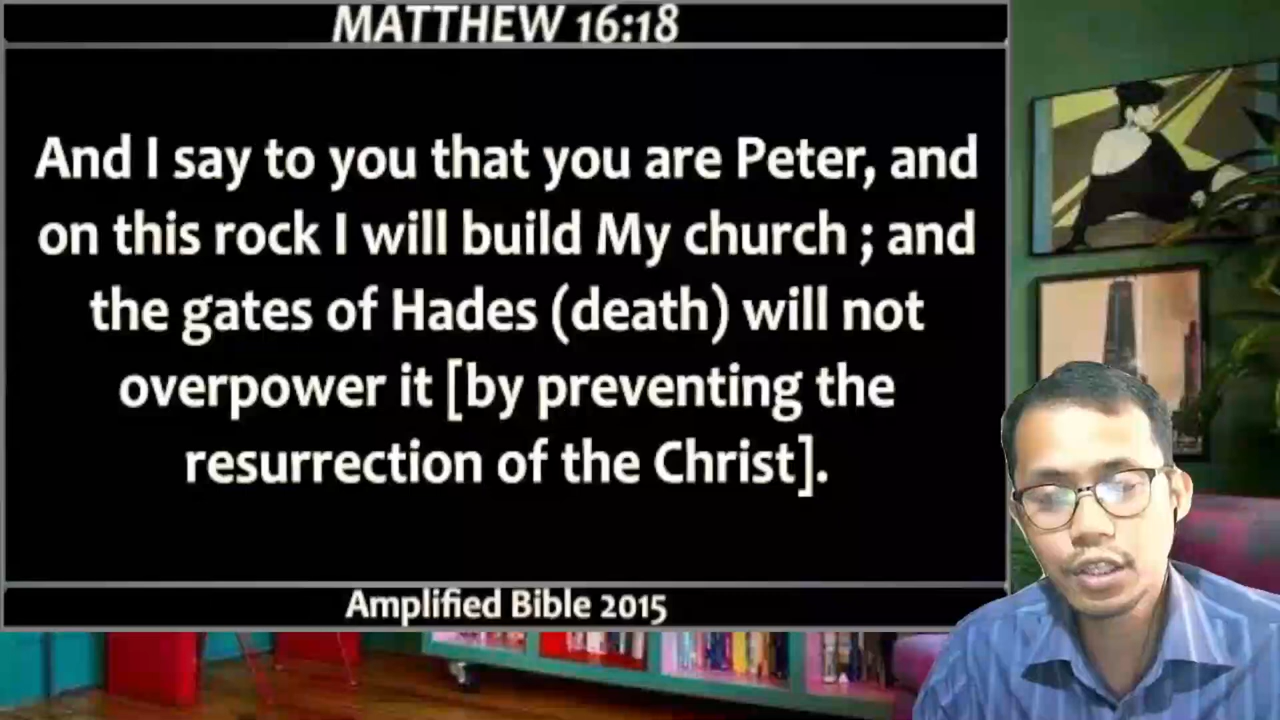 MATTHEW 16:18
And I say to you that you are Peter, and
on this rock I will build My church ; and
the gates of Hades (death) will not
overpower it [by preventing the
resurrection of the Christ].
Amplified Bible 2015